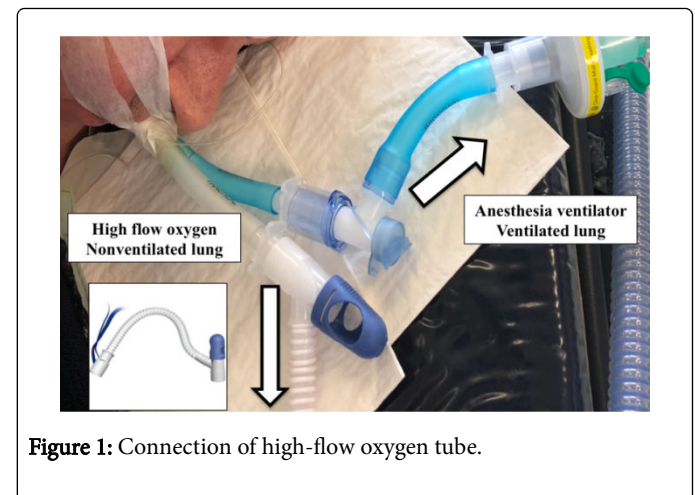 High flow oxygen
Nonventilated lung
Anesthesia ventilator
Ventilated lung
Figure 1: Connection of high-flow oxygen tube.